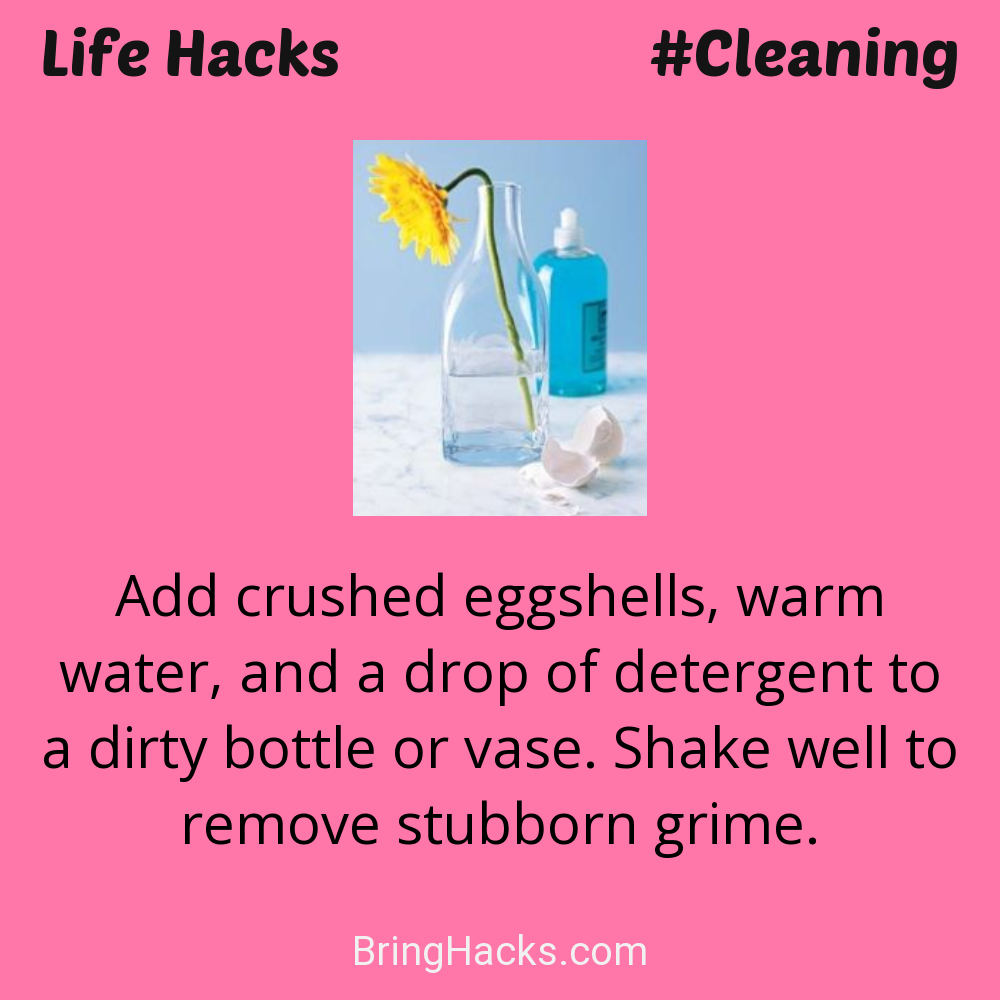 Life Hacks #Cleaning
Add crushed eggshells, warm
water, and a drop of detergent to
a dirty bottle or vase. Shake well to
remove stubborn grime.
BringHacks.com